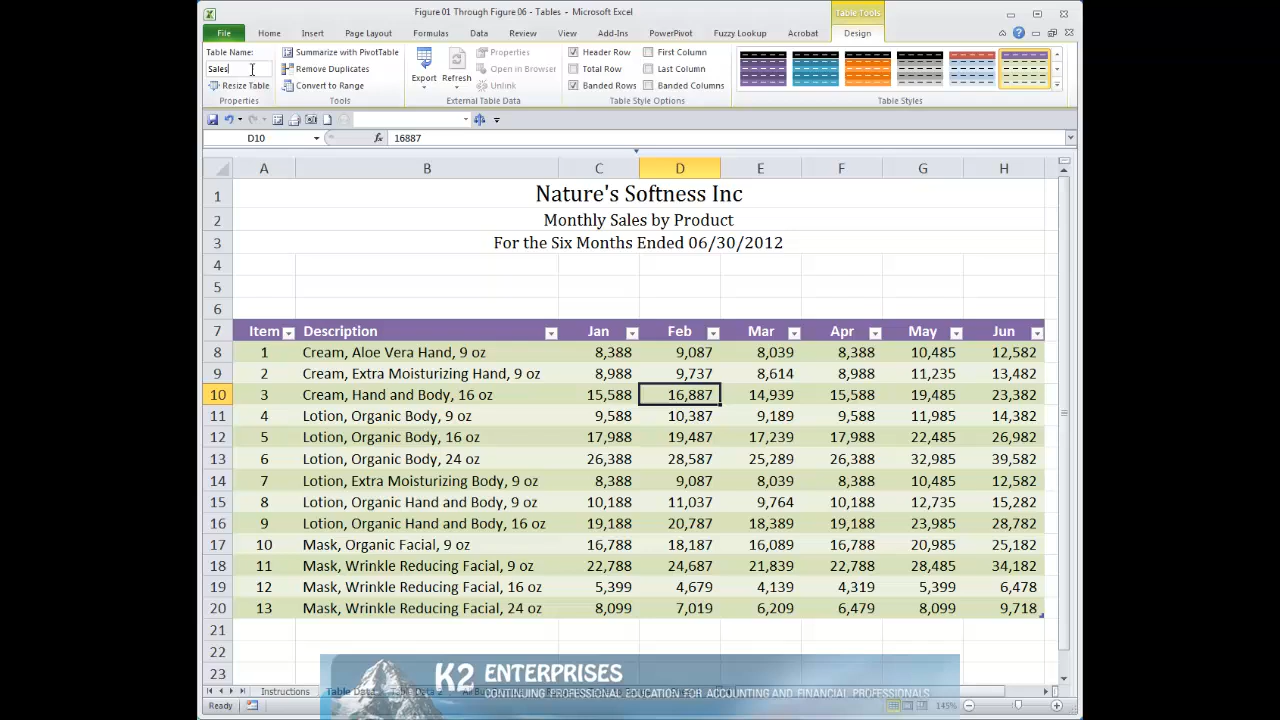 Figure 01 Through Figure 06 - Tables - Microsoft Excel
Table Tools
File Home Insert Page Layout Formulas Data Review View Add-Ins PowerPivot Fuzzy Lookup Acrobat Design
Table Name: Summarize with PivotTable Properties Header Row First Column
Sales Remove Duplicates Export Refresh Open in Browser Total Row Last Column
Resize Table Convert to Range Unlink Banded Rows Banded Columns
Properties Tools External Table Data Table Style Options Table Styles
D10 fx 16887
A B C D E F G H
1 Nature's Softness Inc
2 Monthly Sales by Product
3 For the Six Months Ended 06/30/2012
4
5
6
7 Item Description Jan Feb Mar Apr May Jun
8 1 Cream, Aloe Vera Hand, 9 oz 8,388 9,087 8,039 8,388 10,485 12,582
9 2 Cream, Extra Moisturizing Hand, 9 oz 8,988 9,737 8,614 8,988 11,235 13,482
10 3 Cream, Hand and Body, 16 oz 15,588 16,887 14,939 15,588 19,485 23,382
11 4 Lotion, Organic Body, 9 oz 9,588 10,387 9,189 9,588 11,985 14,382
12 5 Lotion, Organic Body, 16 oz 17,988 19,487 17,239 17,988 22,485 26,982
13 6 Lotion, Organic Body, 24 oz 26,388 28,587 25,289 26,388 32,985 39,582
14 7 Lotion, Extra Moisturizing Body, 9 oz 8,388 9,087 8,039 8,388 10,485 12,582
15 8 Lotion, Organic Hand and Body, 9 oz 10,188 11,037 9,764 10,188 12,735 15,282
16 9 Lotion, Organic Hand and Body, 16 oz 19,188 20,787 18,389 19,188 23,985 28,782
17 10 Mask, Organic Facial, 9 oz 16,788 18,187 16,089 16,788 20,985 25,182
18 11 Mask, Wrinkle Reducing Facial, 9 oz 22,788 24,687 21,839 22,788 28,485 34,182
19 12 Mask, Wrinkle Reducing Facial, 16 oz 5,399 4,679 4,139 4,319 5,399 6,478
20 13 Mask, Wrinkle Reducing Facial, 24 oz 8,099 7,019 6,209 6,479 8,099 9,718
21
22
23
K2 ENTERPRISES
CONTINUING PROFESSIONAL EDUCATION FOR ACCOUNTING AND FINANCIAL PROFESSIONALS
Instructions Table Data Table Data 2
Ready 145%